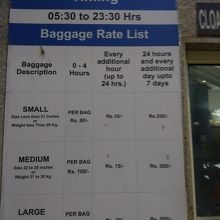 Timing
05:30 to 23:30 Hrs
Baggage Rate List
Baggage Description
0 - 4 Hours
Every additional hour (up to 24 hrs.)
24 hours and every additional day upto 7 days
SMALL
Size Less than 21 inches or Weight less Than 20 Kg.
PER BAG
Rs.
Rs.10/-
Rs.200/-
MEDIUM
Size 22 to 30 inches or Weight 21 to 35 kg
PER BAG
Rs. 100/-
Rs.15/-
Rs.300/-
LARGE
PER BAG
CLOA